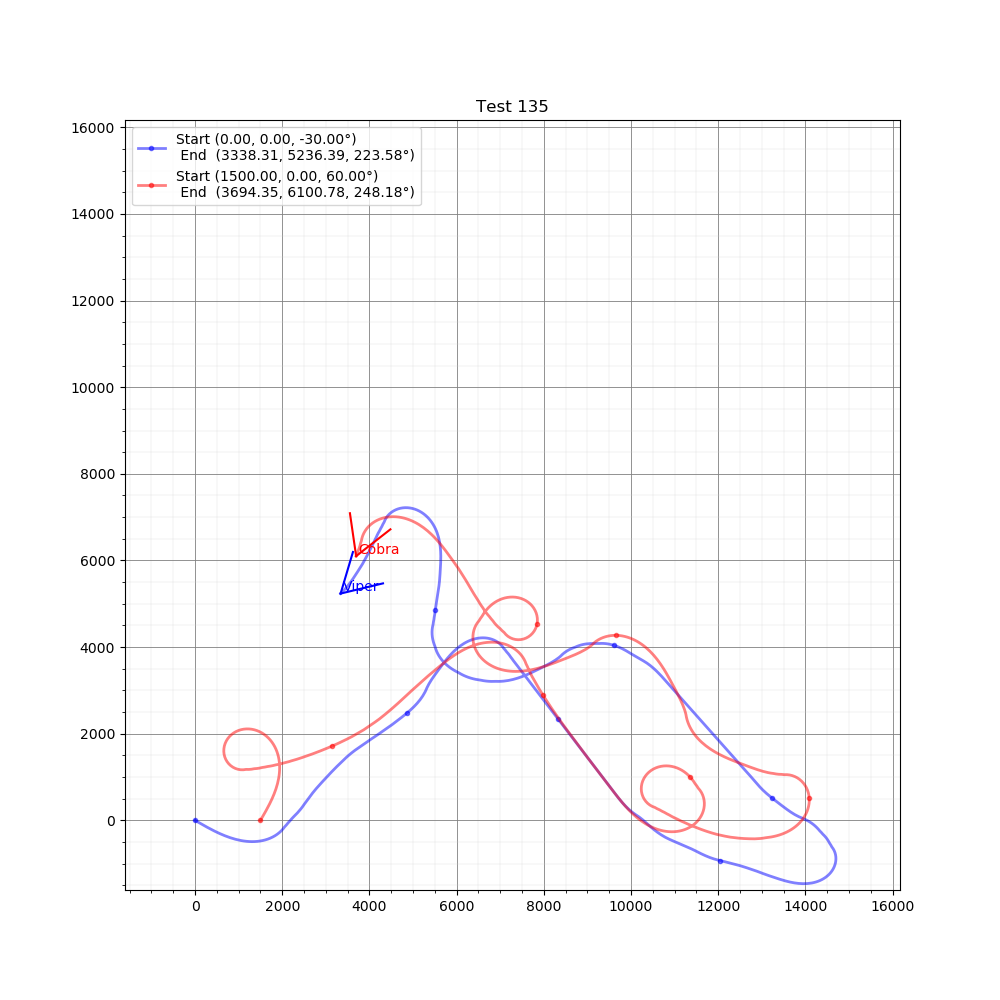 Test 135
Start (0.00, 0.00, -30.00°)
End  (3338.31, 5236.39, 223.58°)
Start (1500.00, 0.00, 60.00°)
End  (3694.35, 6100.78, 248.18°)
16000
14000
12000
10000
8000
6000
4000
2000
0
Cobra
Viper
0 2000 4000 6000 8000 10000 12000 14000 16000